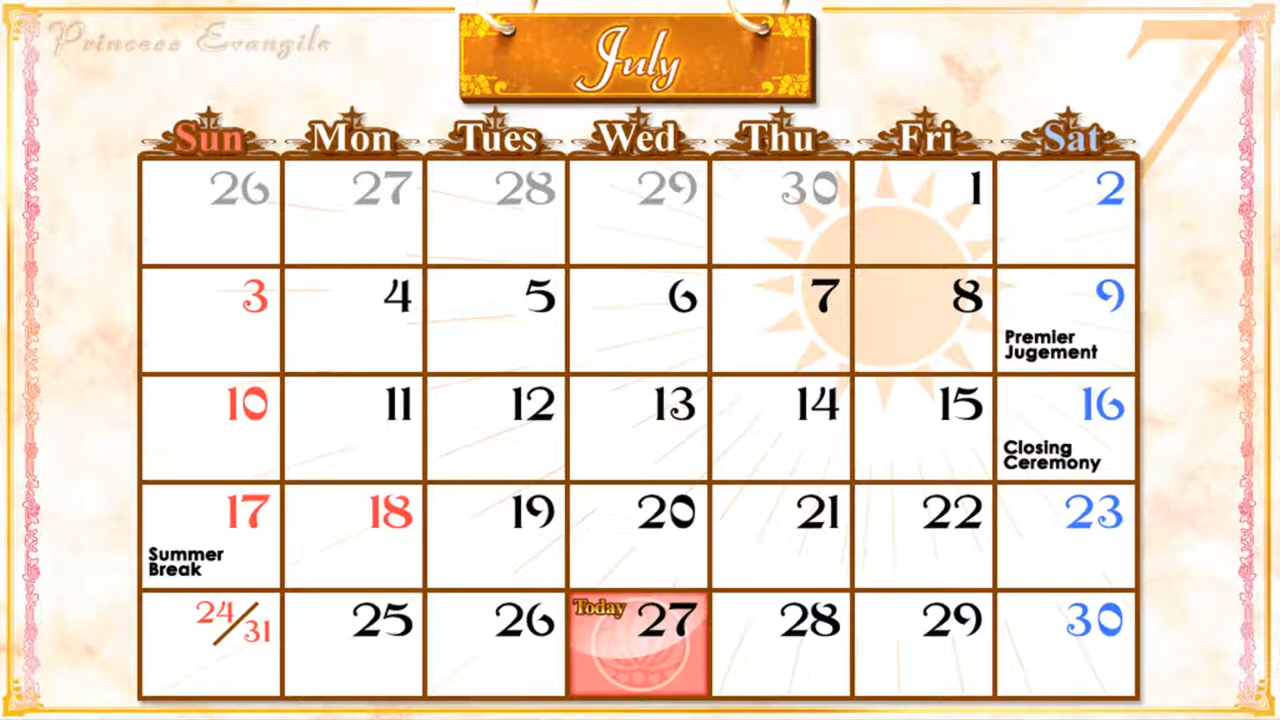 Princess Evangile
July
7
Sun Mon Tues Wed Thu Fri Sat
26 27 28 29 30 1 2
3 4 5 6 7 8 9
Premier
Jugement
10 11 12 13 14 15 16
Closing
Ceremony
17 18 19 20 21 22 23
Summer
Break
24/31 25 26 Today 27 28 29 30